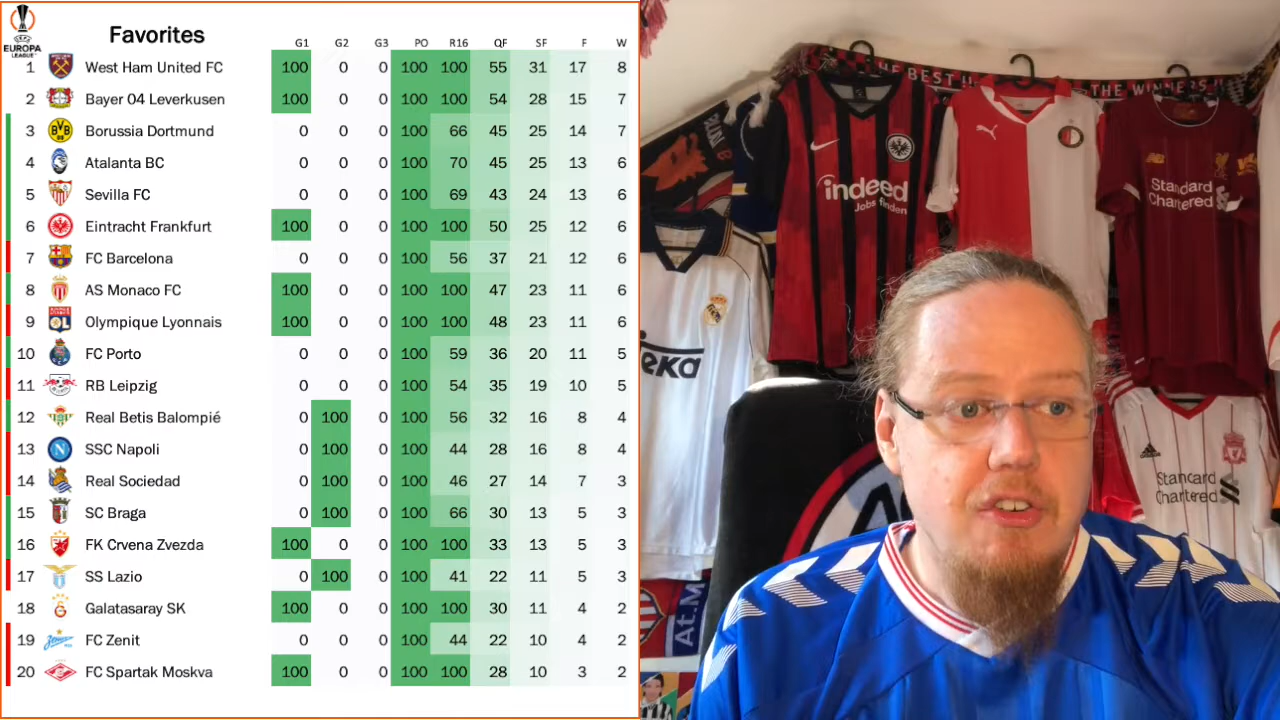 UEFA
EUROPA
LEAGUE
Favorites
G1 G2 G3 PO R16 QF SF F W
1 West Ham United FC 100 0 0 100 100 55 31 17 8
2 Bayer 04 Leverkusen 100 0 0 100 100 54 28 15 7
3 Borussia Dortmund 0 0 0 100 66 45 25 14 7
4 Atalanta BC 0 0 0 100 70 45 25 13 6
5 Sevilla FC 0 0 0 100 69 43 24 13 6
6 Eintracht Frankfurt 100 0 0 100 100 50 25 12 6
7 FC Barcelona 0 0 0 100 56 37 21 12 6
8 AS Monaco FC 100 0 0 100 100 47 23 11 6
9 Olympique Lyonnais 100 0 0 100 100 48 23 11 6
10 FC Porto 0 0 0 100 59 36 20 11 5
11 RB Leipzig 0 0 0 100 54 35 19 10 5
12 Real Betis Balompié 0 100 0 100 56 32 16 8 4
13 SSC Napoli 0 100 0 100 44 28 16 8 4
14 Real Sociedad 0 100 0 100 46 27 14 7 3
15 SC Braga 0 100 0 100 66 30 13 5 3
16 FK Crvena Zvezda 100 0 0 100 100 33 13 5 3
17 SS Lazio 0 100 0 100 41 22 11 5 3
18 Galatasaray SK 100 0 0 100 100 30 11 4 2
19 FC Zenit 0 0 0 100 44 22 10 4 2
20 FC Spartak Moskva 100 0 0 100 100 28 10 3 2
THE BEST
THE WINNERS
indeed
Jobs finden
Standard
Chartered
Standard
Chartered
At.M